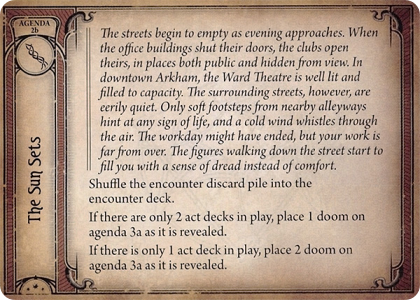 AGENDA
2b
The Sun Sets
The streets begin to empty as evening approaches. When
the office buildings shut their doors, the clubs open
theirs, in places both public and hidden from view. In
downtown Arkham, the Ward Theatre is well lit and
filled to capacity. The surrounding streets, however, are
eerily quiet. Only soft footsteps from nearby alleyways
hint at any sign of life, and a cold wind whistles through
the air. The workday might have ended, but your work is
far from over. The figures walking down the street start to
fill you with a sense of dread instead of comfort.
Shuffle the encounter discard pile into the
encounter deck.
If there are only 2 act decks in play, place 1 doom on
agenda 3a as it is revealed.
If there is only 1 act deck in play, place 2 doom on
agenda 3a as it is revealed.